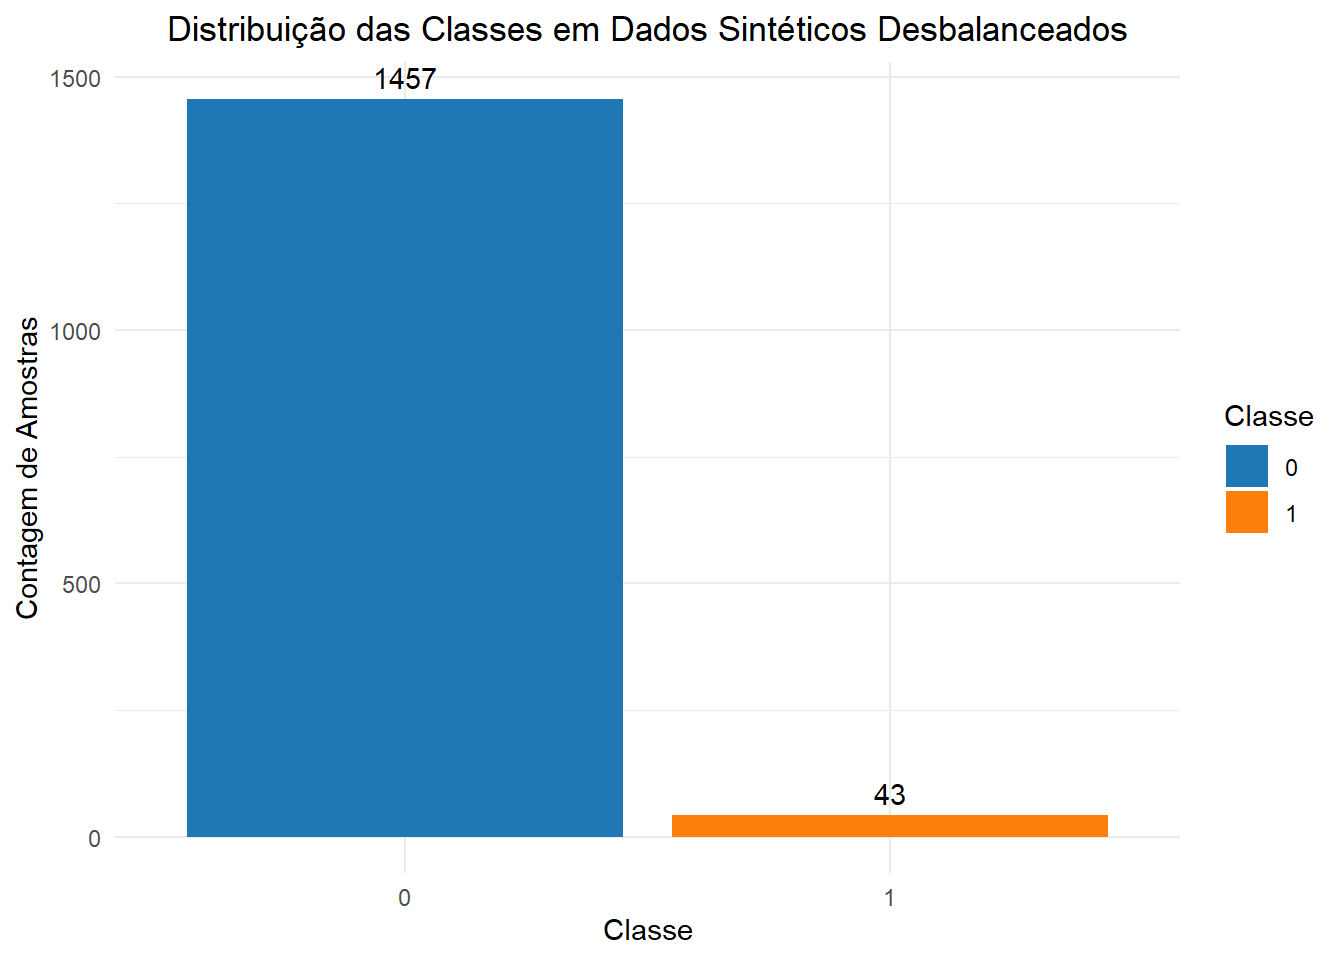 Distribuição das Classes em Dados Sintéticos Desbalanceados
1500
1457
1000
500
43
0
0
1
Classe
Contagem de Amostras
Classe
0
1